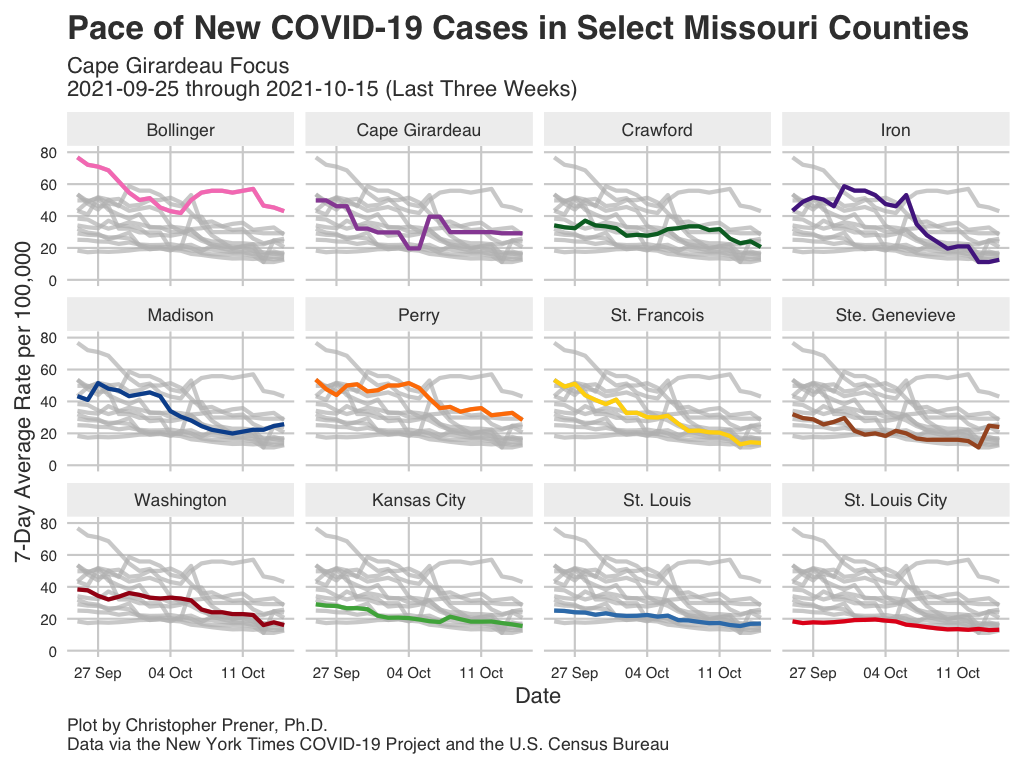 Pace of New COVID-19 Cases in Select Missouri Counties
Cape Girardeau Focus
2021-09-25 through 2021-10-15 (Last Three Weeks)
7-Day Average Rate per 100,000
Bollinger Cape Girardeau Crawford Iron
80
60
40
20
0
Madison Perry St. Francois Ste. Genevieve
80
60
40
20
0
Washington Kansas City St. Louis St. Louis City
80
60
40
20
0
27 Sep 04 Oct 11 Oct 27 Sep 04 Oct 11 Oct 27 Sep 04 Oct 11 Oct 27 Sep 04 Oct 11 Oct
Date
Plot by Christopher Prener, Ph.D.
Data via the New York Times COVID-19 Project and the U.S. Census Bureau